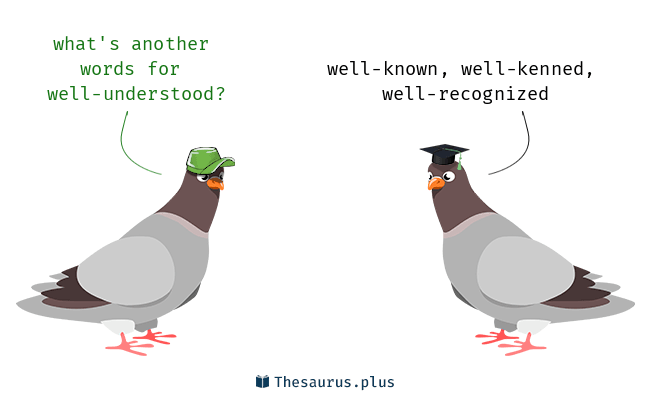 what's another
words for
well-understood?
well-known, well-kenned,
well-recognized
Thesaurus.plus